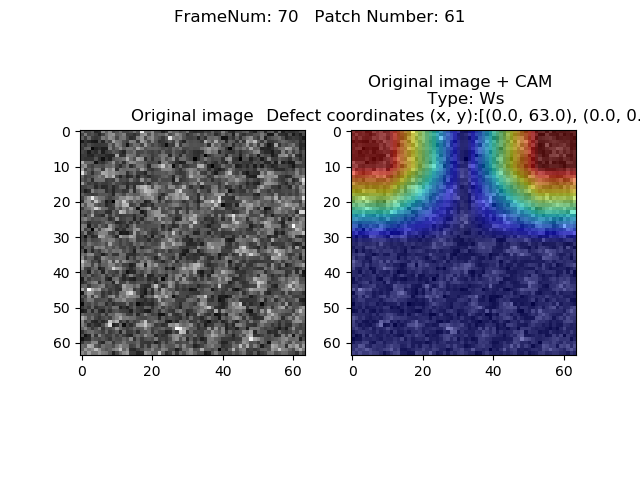 FrameNum: 70   Patch Number: 61
Original image + CAM
Type: Ws
Original image
Defect coordinates (x, y):[(0.0, 63.0), (0.0, 0.
0
10
20
30
40
50
60
0 20 40 60
0
10
20
30
40
50
60
0 20 40 60